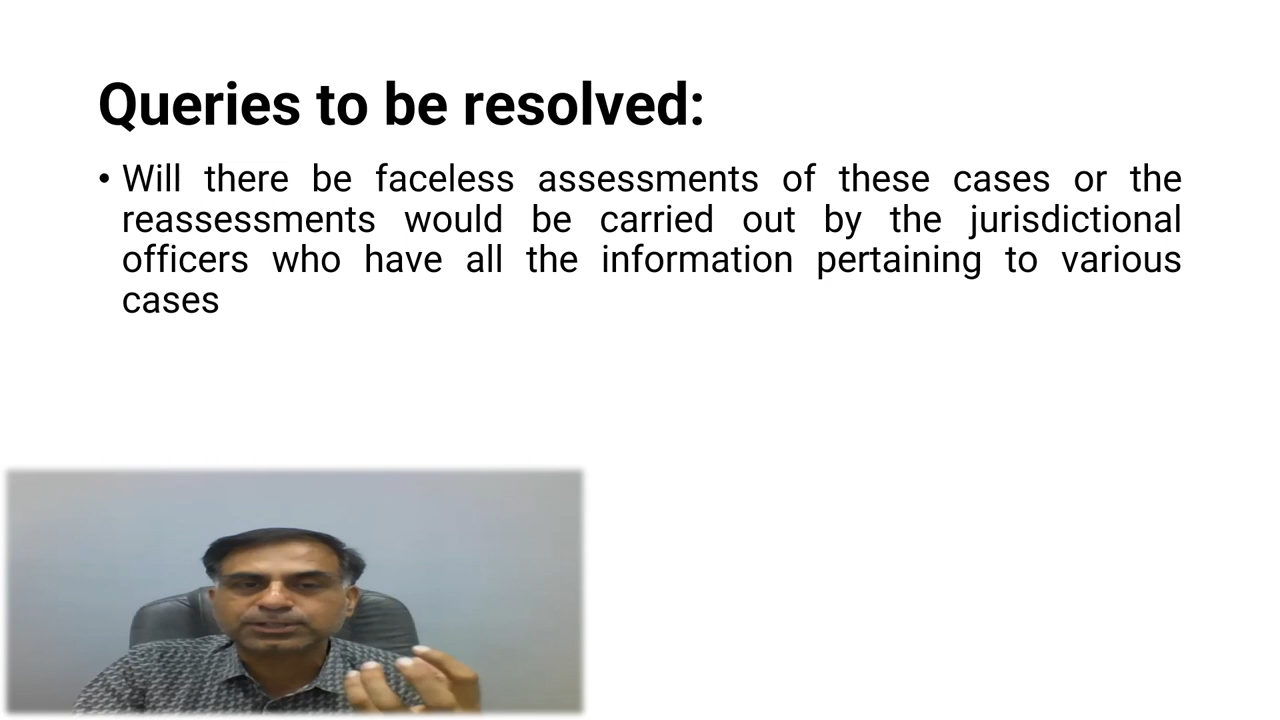 Queries to be resolved:
• Will there be faceless assessments of these cases or the
reassessments would be carried out by the jurisdictional
officers who have all the information pertaining to various
cases